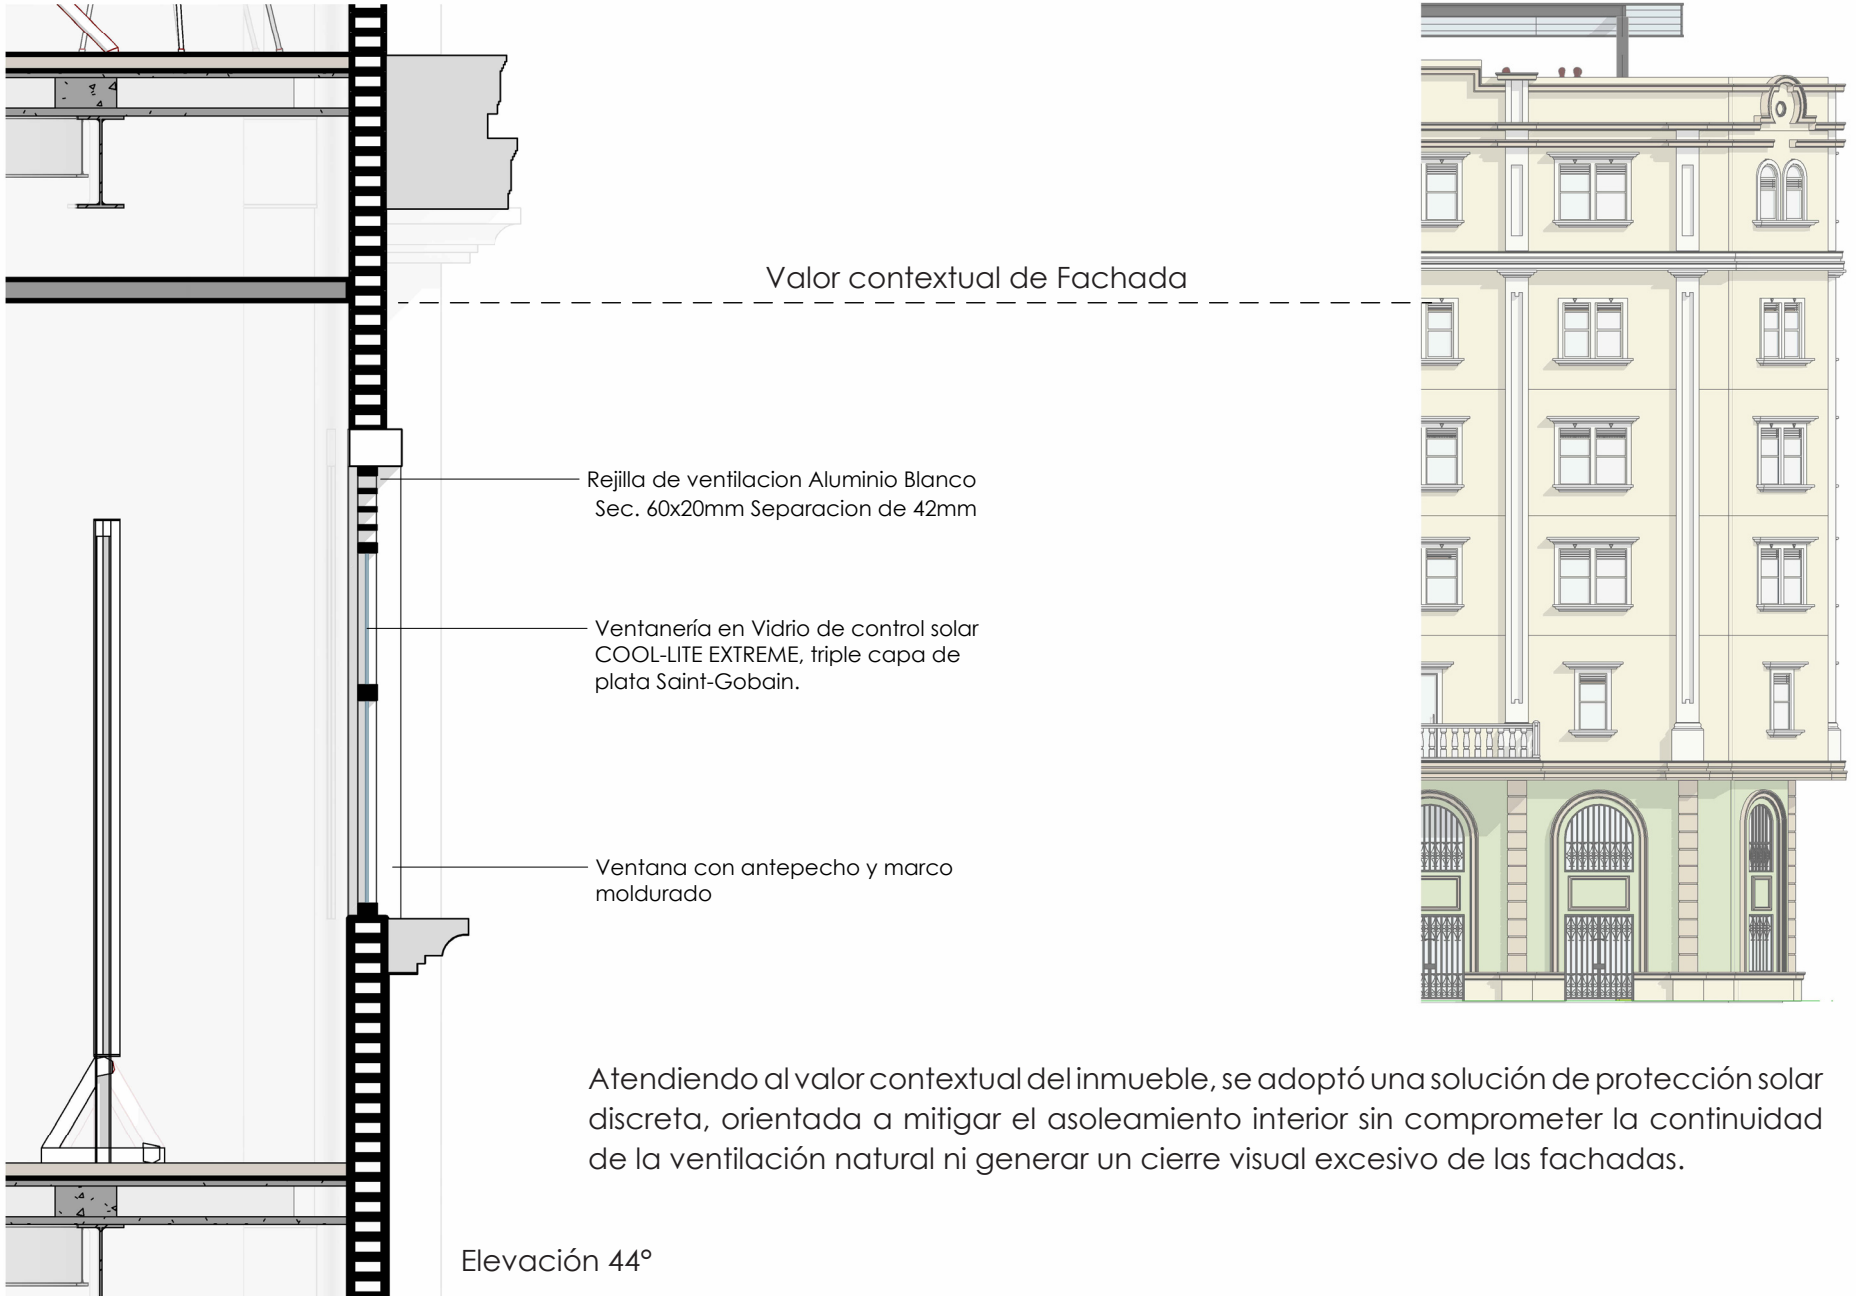 Valor contextual de Fachada
Rejilla de ventilacion Aluminio Blanco
Sec. 60x20mm Separacion de 42mm
Ventanería en Vidrio de control solar
COOL-LITE EXTREME, triple capa de
plata Saint-Gobain.
Ventana con antepecho y marco
moldurado
Atendiendo al valor contextual del inmueble, se adoptó una solución de protección solar
discreta, orientada a mitigar el asoleamiento interior sin comprometer la continuidad
de la ventilación natural ni generar un cierre visual excesivo de las fachadas.
Elevación 44°